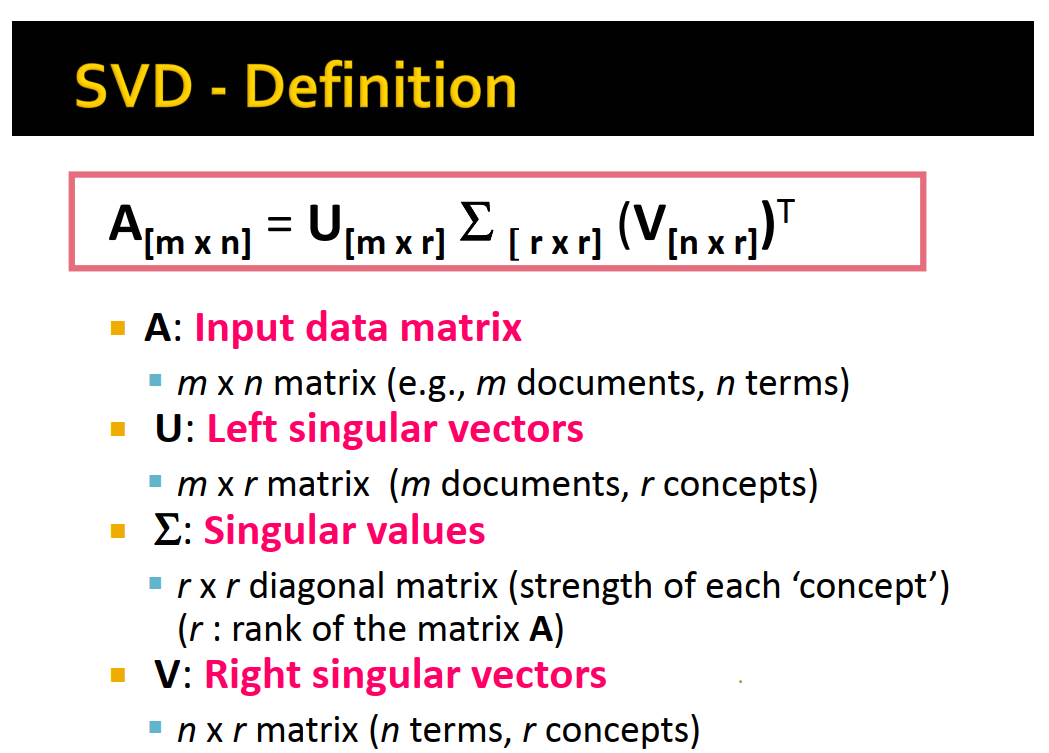 SVD - Definition
A[m x n] = U[m x r] Σ [ r x r] (V[n x r])T
A: Input data matrix
m x n matrix (e.g., m documents, n terms)
U: Left singular vectors
m x r matrix (m documents, r concepts)
Σ: Singular values
r x r diagonal matrix (strength of each ‘concept’)
(r : rank of the matrix A)
V: Right singular vectors
n x r matrix (n terms, r concepts)